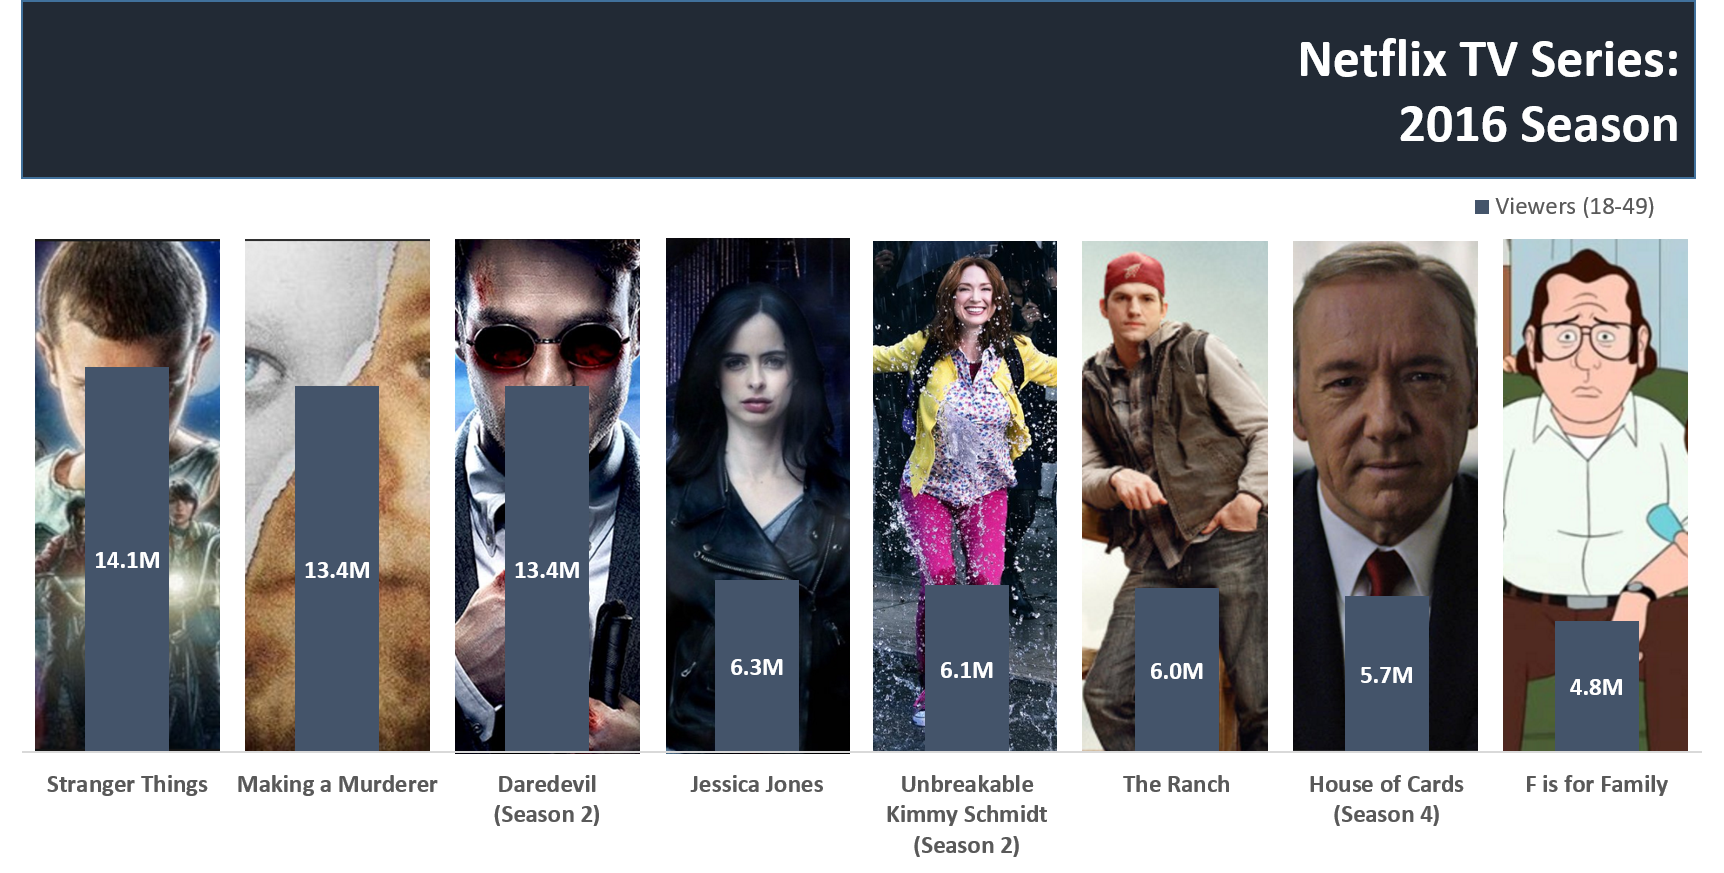 Netflix TV Series:
2016 Season
Viewers (18-49)
14.1M
13.4M
13.4M
6.3M
6.1M
6.0M
5.7M
4.8M
Stranger Things
Making a Murderer
Daredevil
(Season 2)
Jessica Jones
Unbreakable
Kimmy Schmidt
(Season 2)
The Ranch
House of Cards
(Season 4)
F is for Family